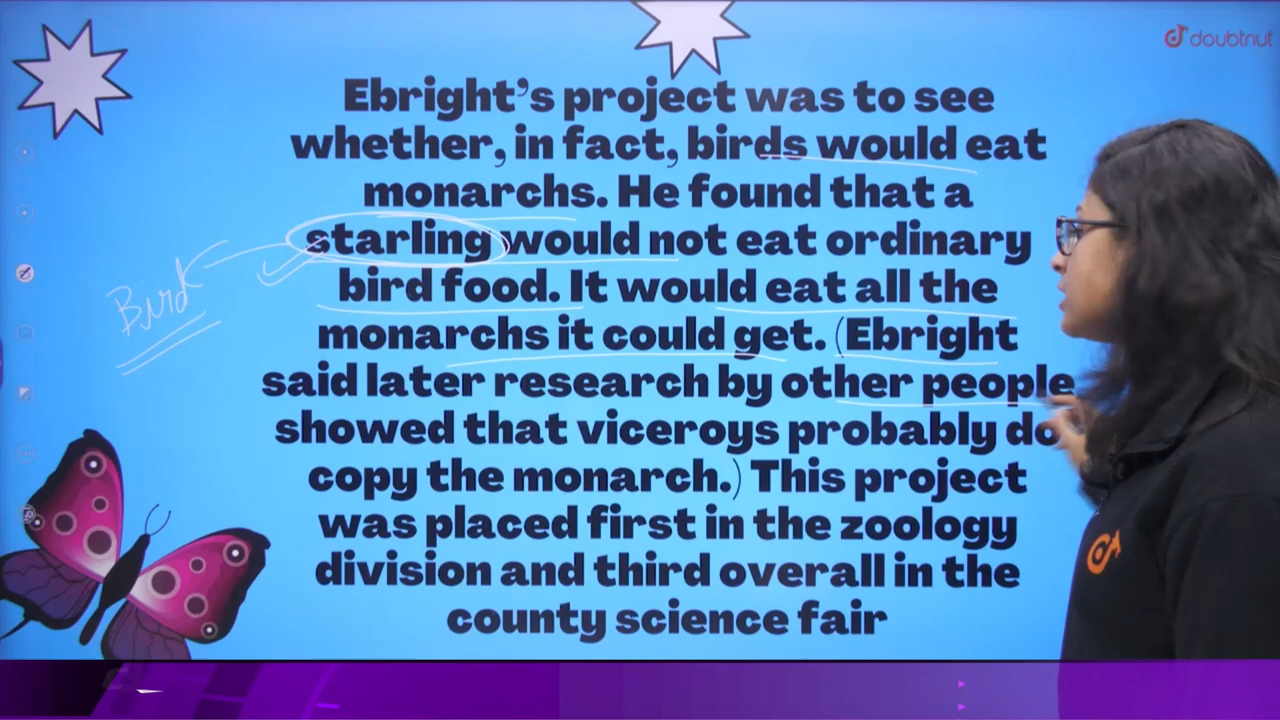 doubtnut
Ebright's project was to see
whether, in fact, birds would eat
monarchs. He found that a
starling would not eat ordinary
bird food. It would eat all the
monarchs it could get. (Ebright
said later research by other people
showed that viceroys probably do
copy the monarch.) This project
was placed first in the zoology
division and third overall in the
county science fair
Bird